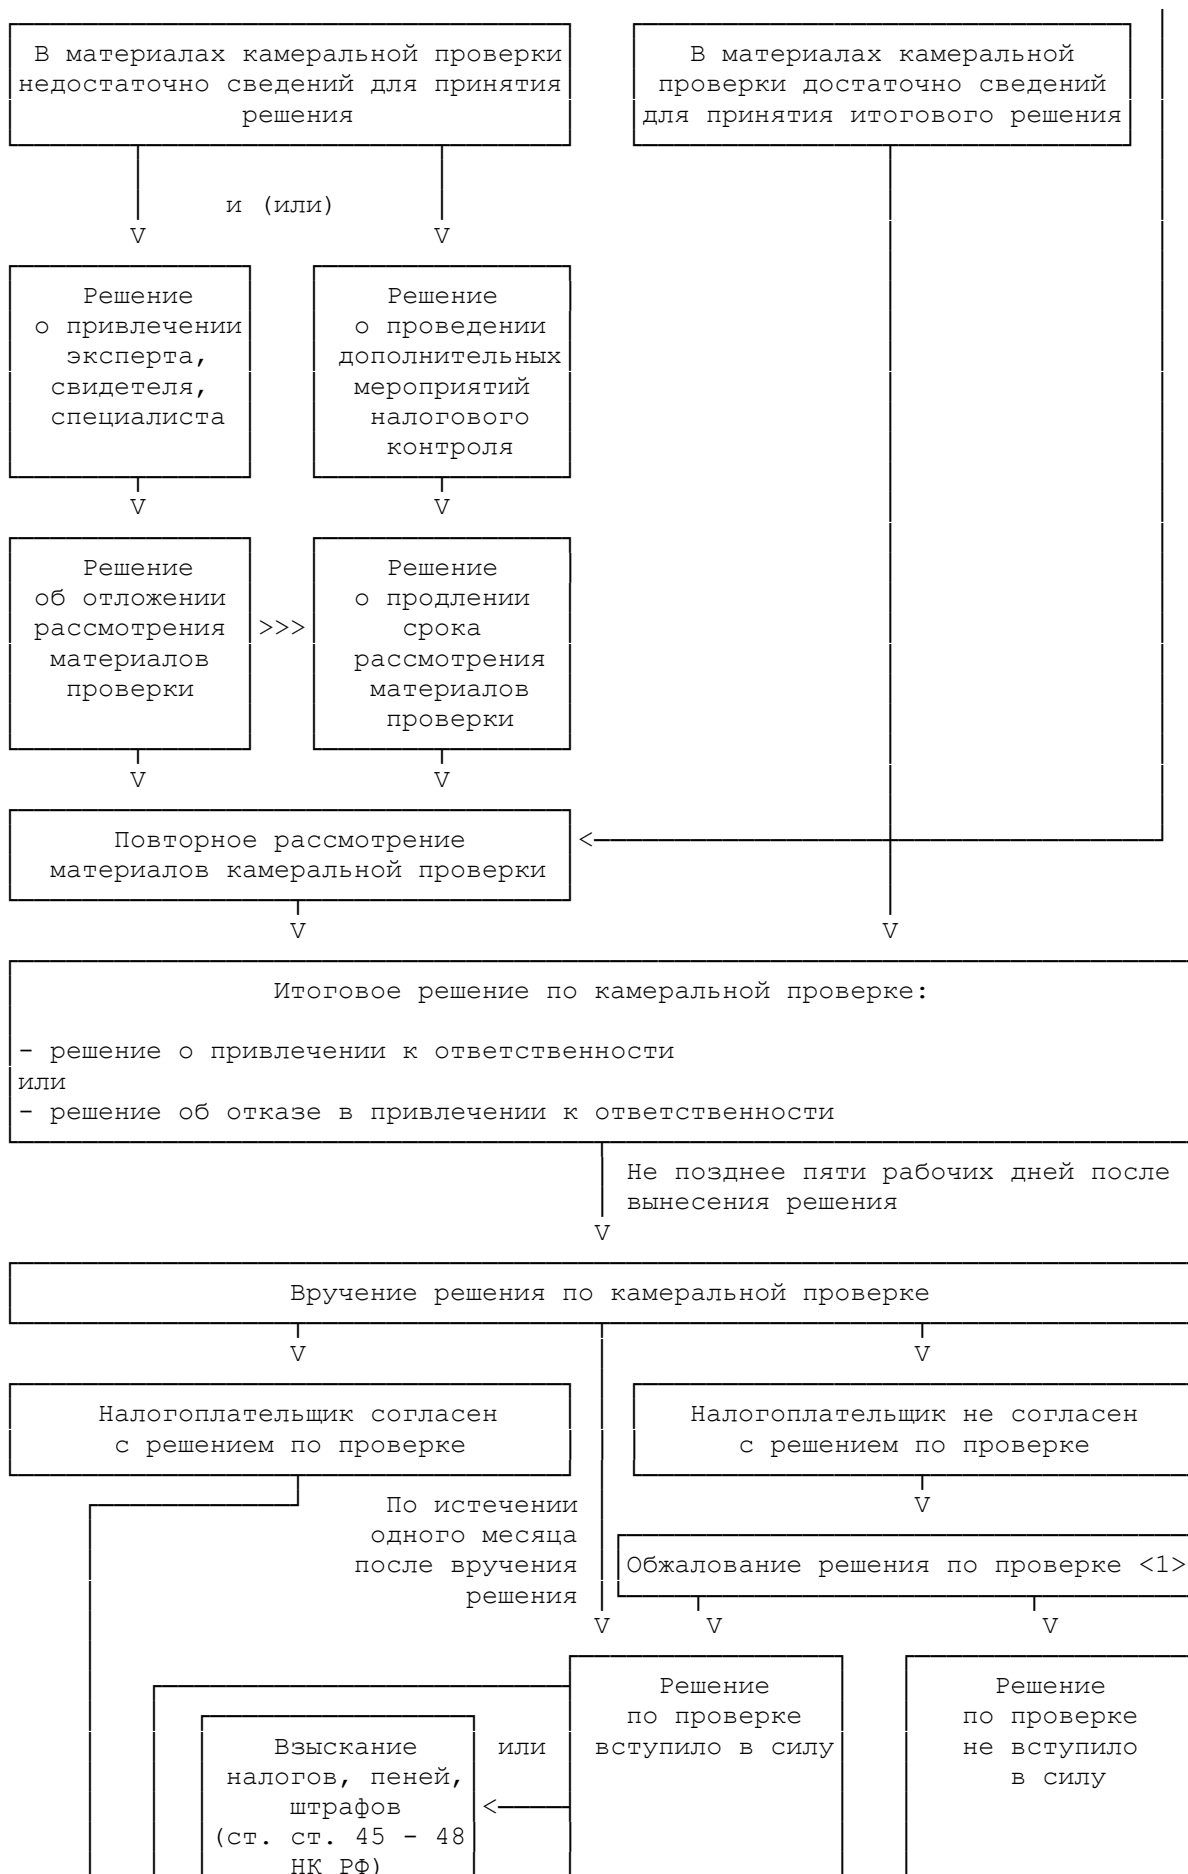 В материалах камеральной проверки
недостаточно сведений для принятия
решения
В материалах камеральной
проверки достаточно сведений
для принятия итогового решения
и (или)
V
V
Решение
о привлечении
эксперта,
свидетеля,
специалиста
Решение
о проведении
дополнительных
мероприятий
налогового
контроля
V
V
Решение
об отложении
рассмотрения
материалов
проверки
>>>
Решение
о продлении
срока
рассмотрения
материалов
проверки
V
V
Повторное рассмотрение
материалов камеральной проверки
<
V
V
Итоговое решение по камеральной проверке:
- решение о привлечении к ответственности
или
- решение об отказе в привлечении к ответственности
Не позднее пяти рабочих дней после
вынесения решения
V
Вручение решения по камеральной проверке
V
V
Налогоплательщик согласен
с решением по проверке
Налогоплательщик не согласен
с решением по проверке
V
По истечении
одного месяца
после вручения
решения
Обжалование решения по проверке <1>
V
V
V
Решение
по проверке
вступило в силу
Решение
по проверке
не вступило
в силу
Взыскание
налогов, пеней,
штрафов
(ст. ст. 45 - 48
НК РФ)
или
<